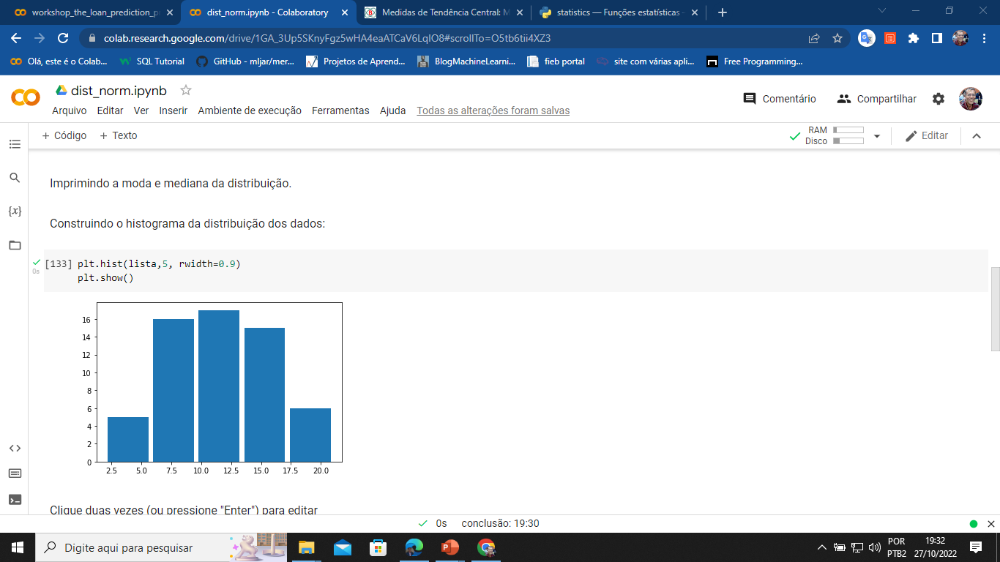 workshop_the_loan_prediction_p
dist_norm.ipynb - Colaboratory
Medidas de Tendência Central: M
statistics — Funções estatísticas
colab.research.google.com/drive/1GA_3Up5SKnyFgz5wHA4eaATCaV6LqIO8#scrollTo=O5tb6tii4XZ3
Olá, este é o Colab...
SQL Tutorial
GitHub - mljar/mer...
Projetos de Aprend...
BlogMachineLearni...
fieb portal
site com várias apli...
Free Programming...
dist_norm.ipynb
Comentário
Compartilhar
Arquivo Editar Ver Inserir Ambiente de execução Ferramentas Ajuda Todas as alterações foram salvas
+ Código + Texto
RAM
Disco
Editar
Imprimindo a moda e mediana da distribuição.
{x}
Construindo o histograma da distribuição dos dados:
0s
[133] plt.hist(lista,5, rwidth=0.9)
plt.show()
16
14
12
10
8
6
4
2
0
2.5 5.0 7.5 10.0 12.5 15.0 17.5 20.0
Clique duas vezes (ou pressione "Enter") para editar
0s conclusão: 19:30
Digite aqui para pesquisar
POR
PTB2
19:32
27/10/2022